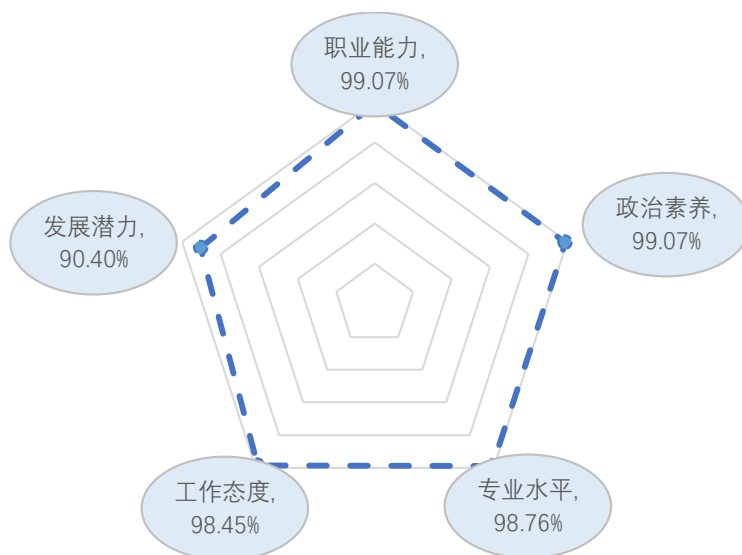 职业能力,
99.07%
政治素养,
99.07%
发展潜力,
90.40%
工作态度,
98.45%
专业水平,
98.76%